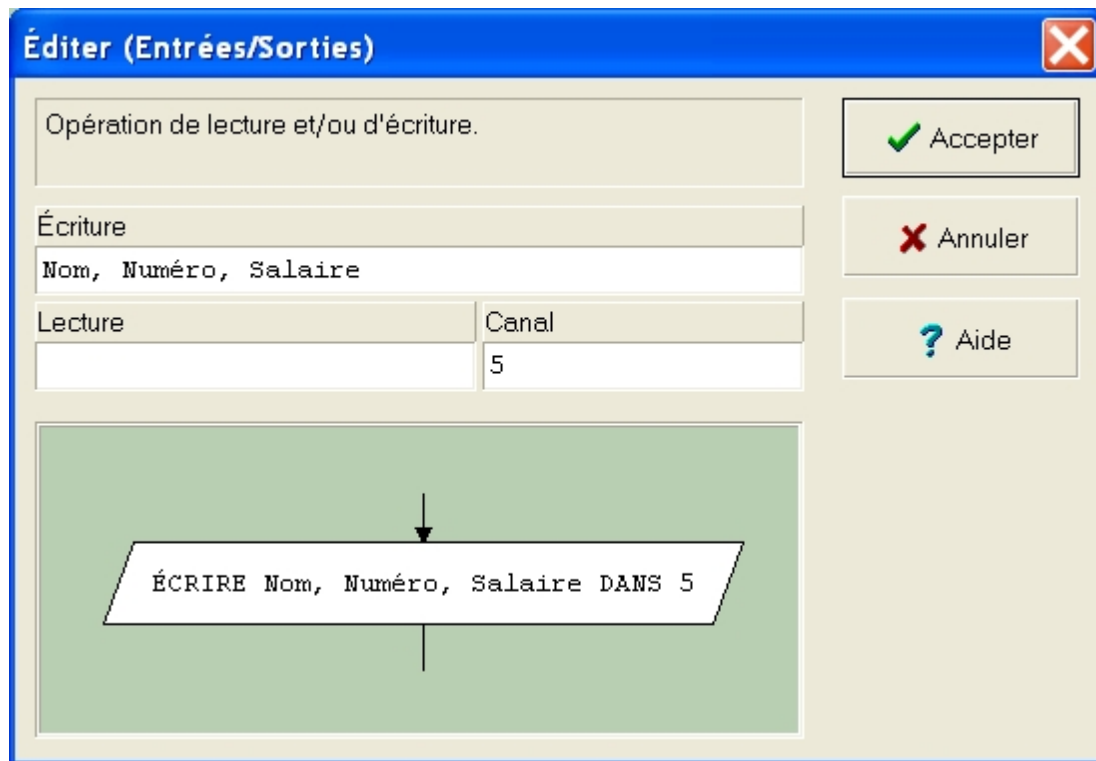 Éditer (Entrées/Sorties)
Opération de lecture et/ou d'écriture.
Accepter
Écriture
Nom, Numéro, Salaire
Annuler
Lecture
Canal
5
? Aide
ÉCRIRE Nom, Numéro, Salaire DANS 5